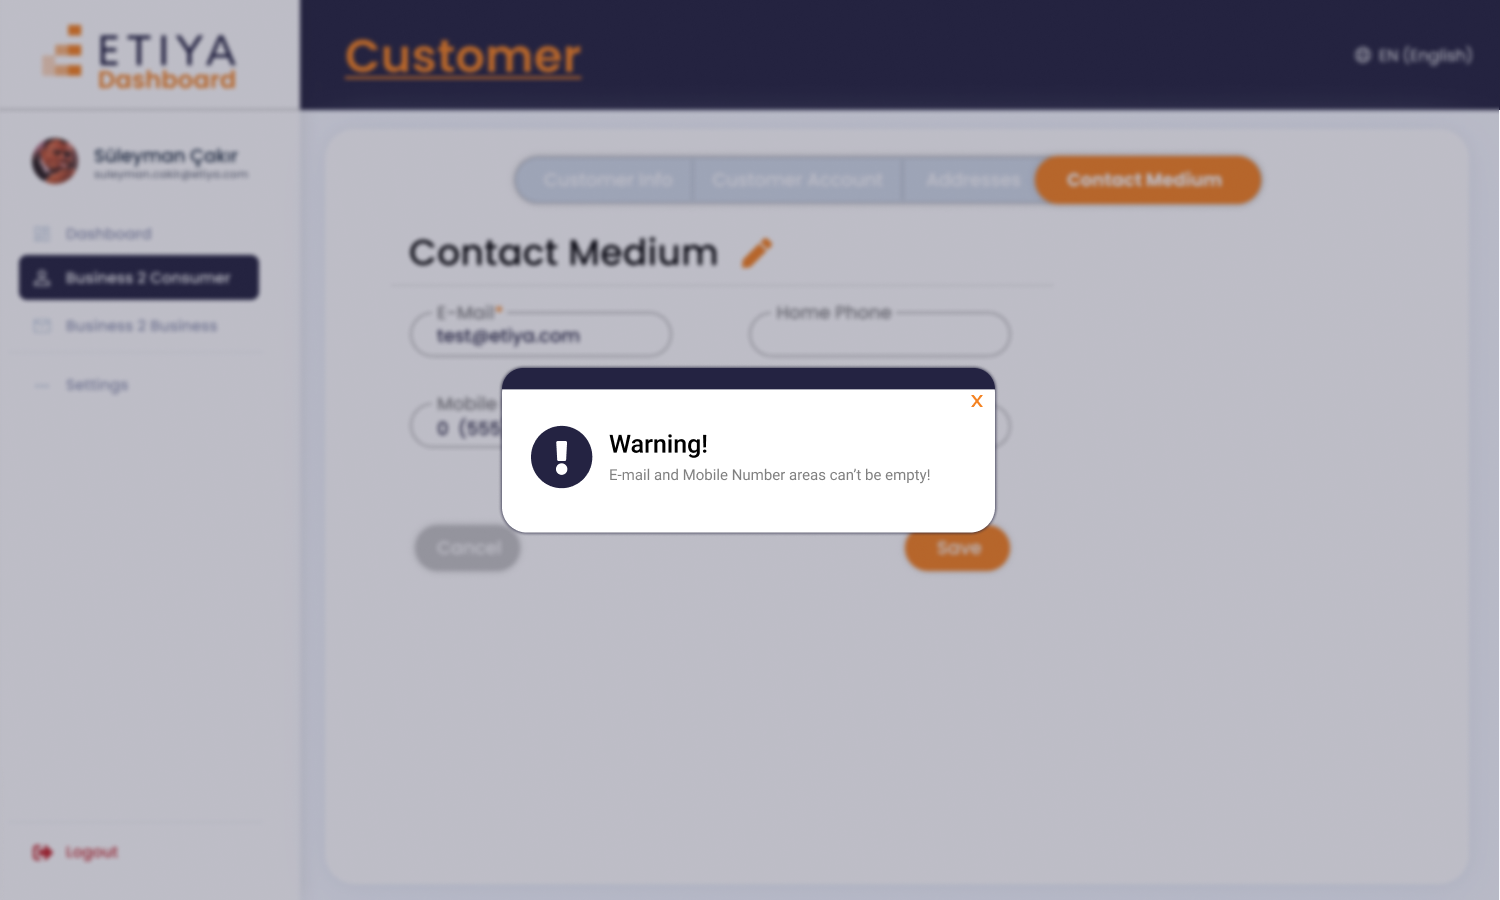 ETIYA
Dashboard
Customer
EN (English)
Süleyman Çakır
suleyman.cakir@etiya.com
Dashboard
Business 2 Consumer
Business 2 Business
Settings
Logout
Customer Info
Customer Account
Addresses
Contact Medium
Contact Medium
E-Mail*
test@etiya.com
Home Phone
Mobile
0 (555
X
Warning!
E-mail and Mobile Number areas can't be empty!
Cancel
Save